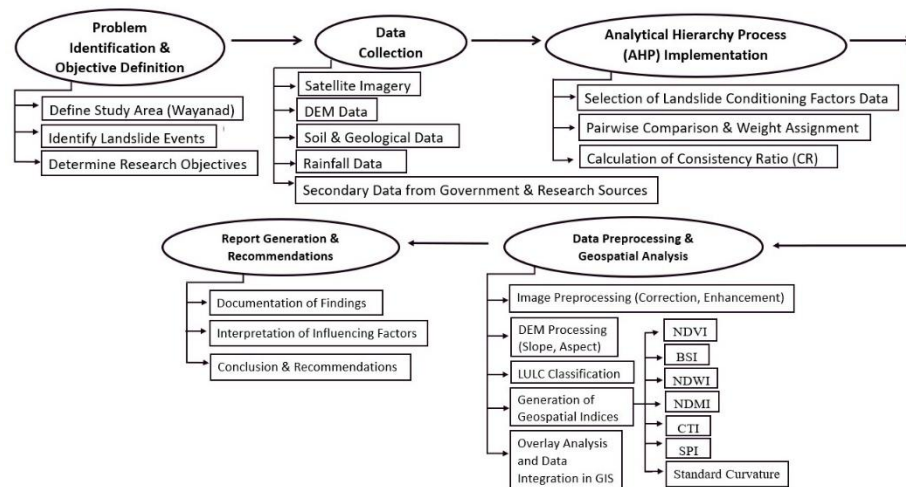 Problem
Identification &
Objective Definition
Define Study Area (Wayanad)
Identify Landslide Events
Determine Research Objectives
Data
Collection
Satellite Imagery
DEM Data
Soil & Geological Data
Rainfall Data
Secondary Data from Government & Research Sources
Analytical Hierarchy Process
(AHP) Implementation
Selection of Landslide Conditioning Factors Data
Pairwise Comparison & Weight Assignment
Calculation of Consistency Ratio (CR)
Data Preprocessing &
Geospatial Analysis
Image Preprocessing (Correction, Enhancement)
DEM Processing
(Slope, Aspect)
LULC Classification
Generation of
Geospatial Indices
Overlay Analysis
and Data
Integration in GIS
NDVI
BSI
NDWI
NDMI
CTI
SPI
Standard Curvature
Report Generation &
Recommendations
Documentation of Findings
Interpretation of Influencing Factors
Conclusion & Recommendations